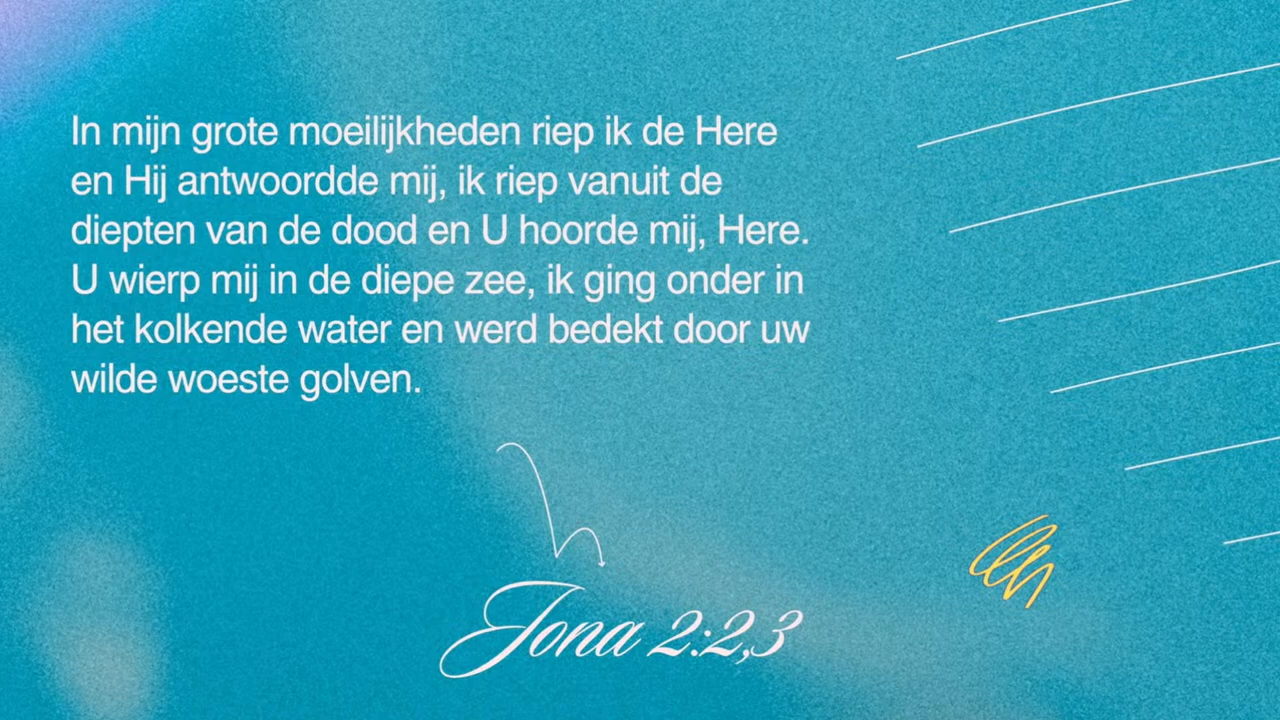 In mijn grote moeilijkheden riep ik de Here
en Hij antwoordde mij, ik riep vanuit de
diepten van de dood en U hoorde mij, Here.
U wierp mij in de diepe zee, ik ging onder in
het kolkende water en werd bedekt door uw
wilde woeste golven.
Jona 2:2,3